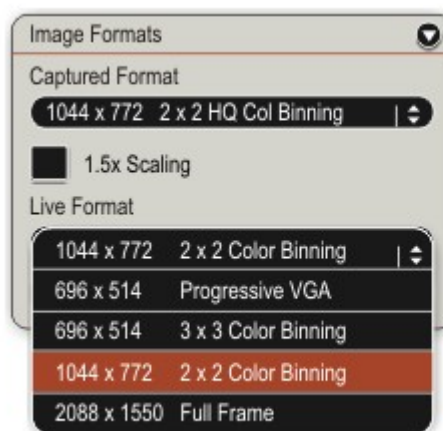 Image Formats
Captured Format
1044 x 772 2 x 2 HQ Col Binning
1.5x Scaling
Live Format
1044 x 772 2 x 2 Color Binning
696 x 514 Progressive VGA
696 x 514 3 x 3 Color Binning
1044 x 772 2 x 2 Color Binning
2088 x 1550 Full Frame